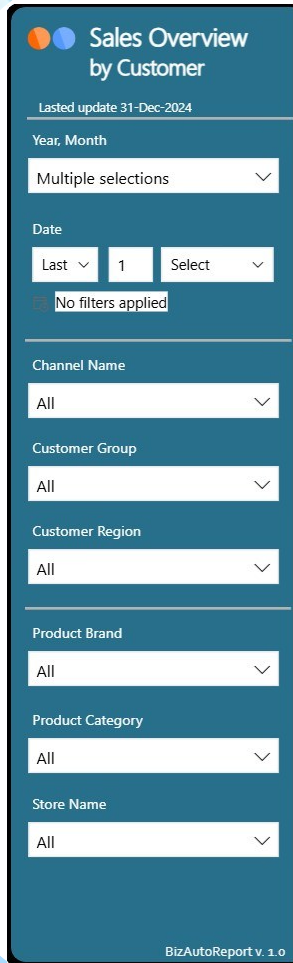 Sales Overview
by Customer
Lasted update 31-Dec-2024
Year, Month
Multiple selections
Date
Last 1 Select
No filters applied
Channel Name
All
Customer Group
All
Customer Region
All
Product Brand
All
Product Category
All
Store Name
All
BizAutoReport v. 1.0